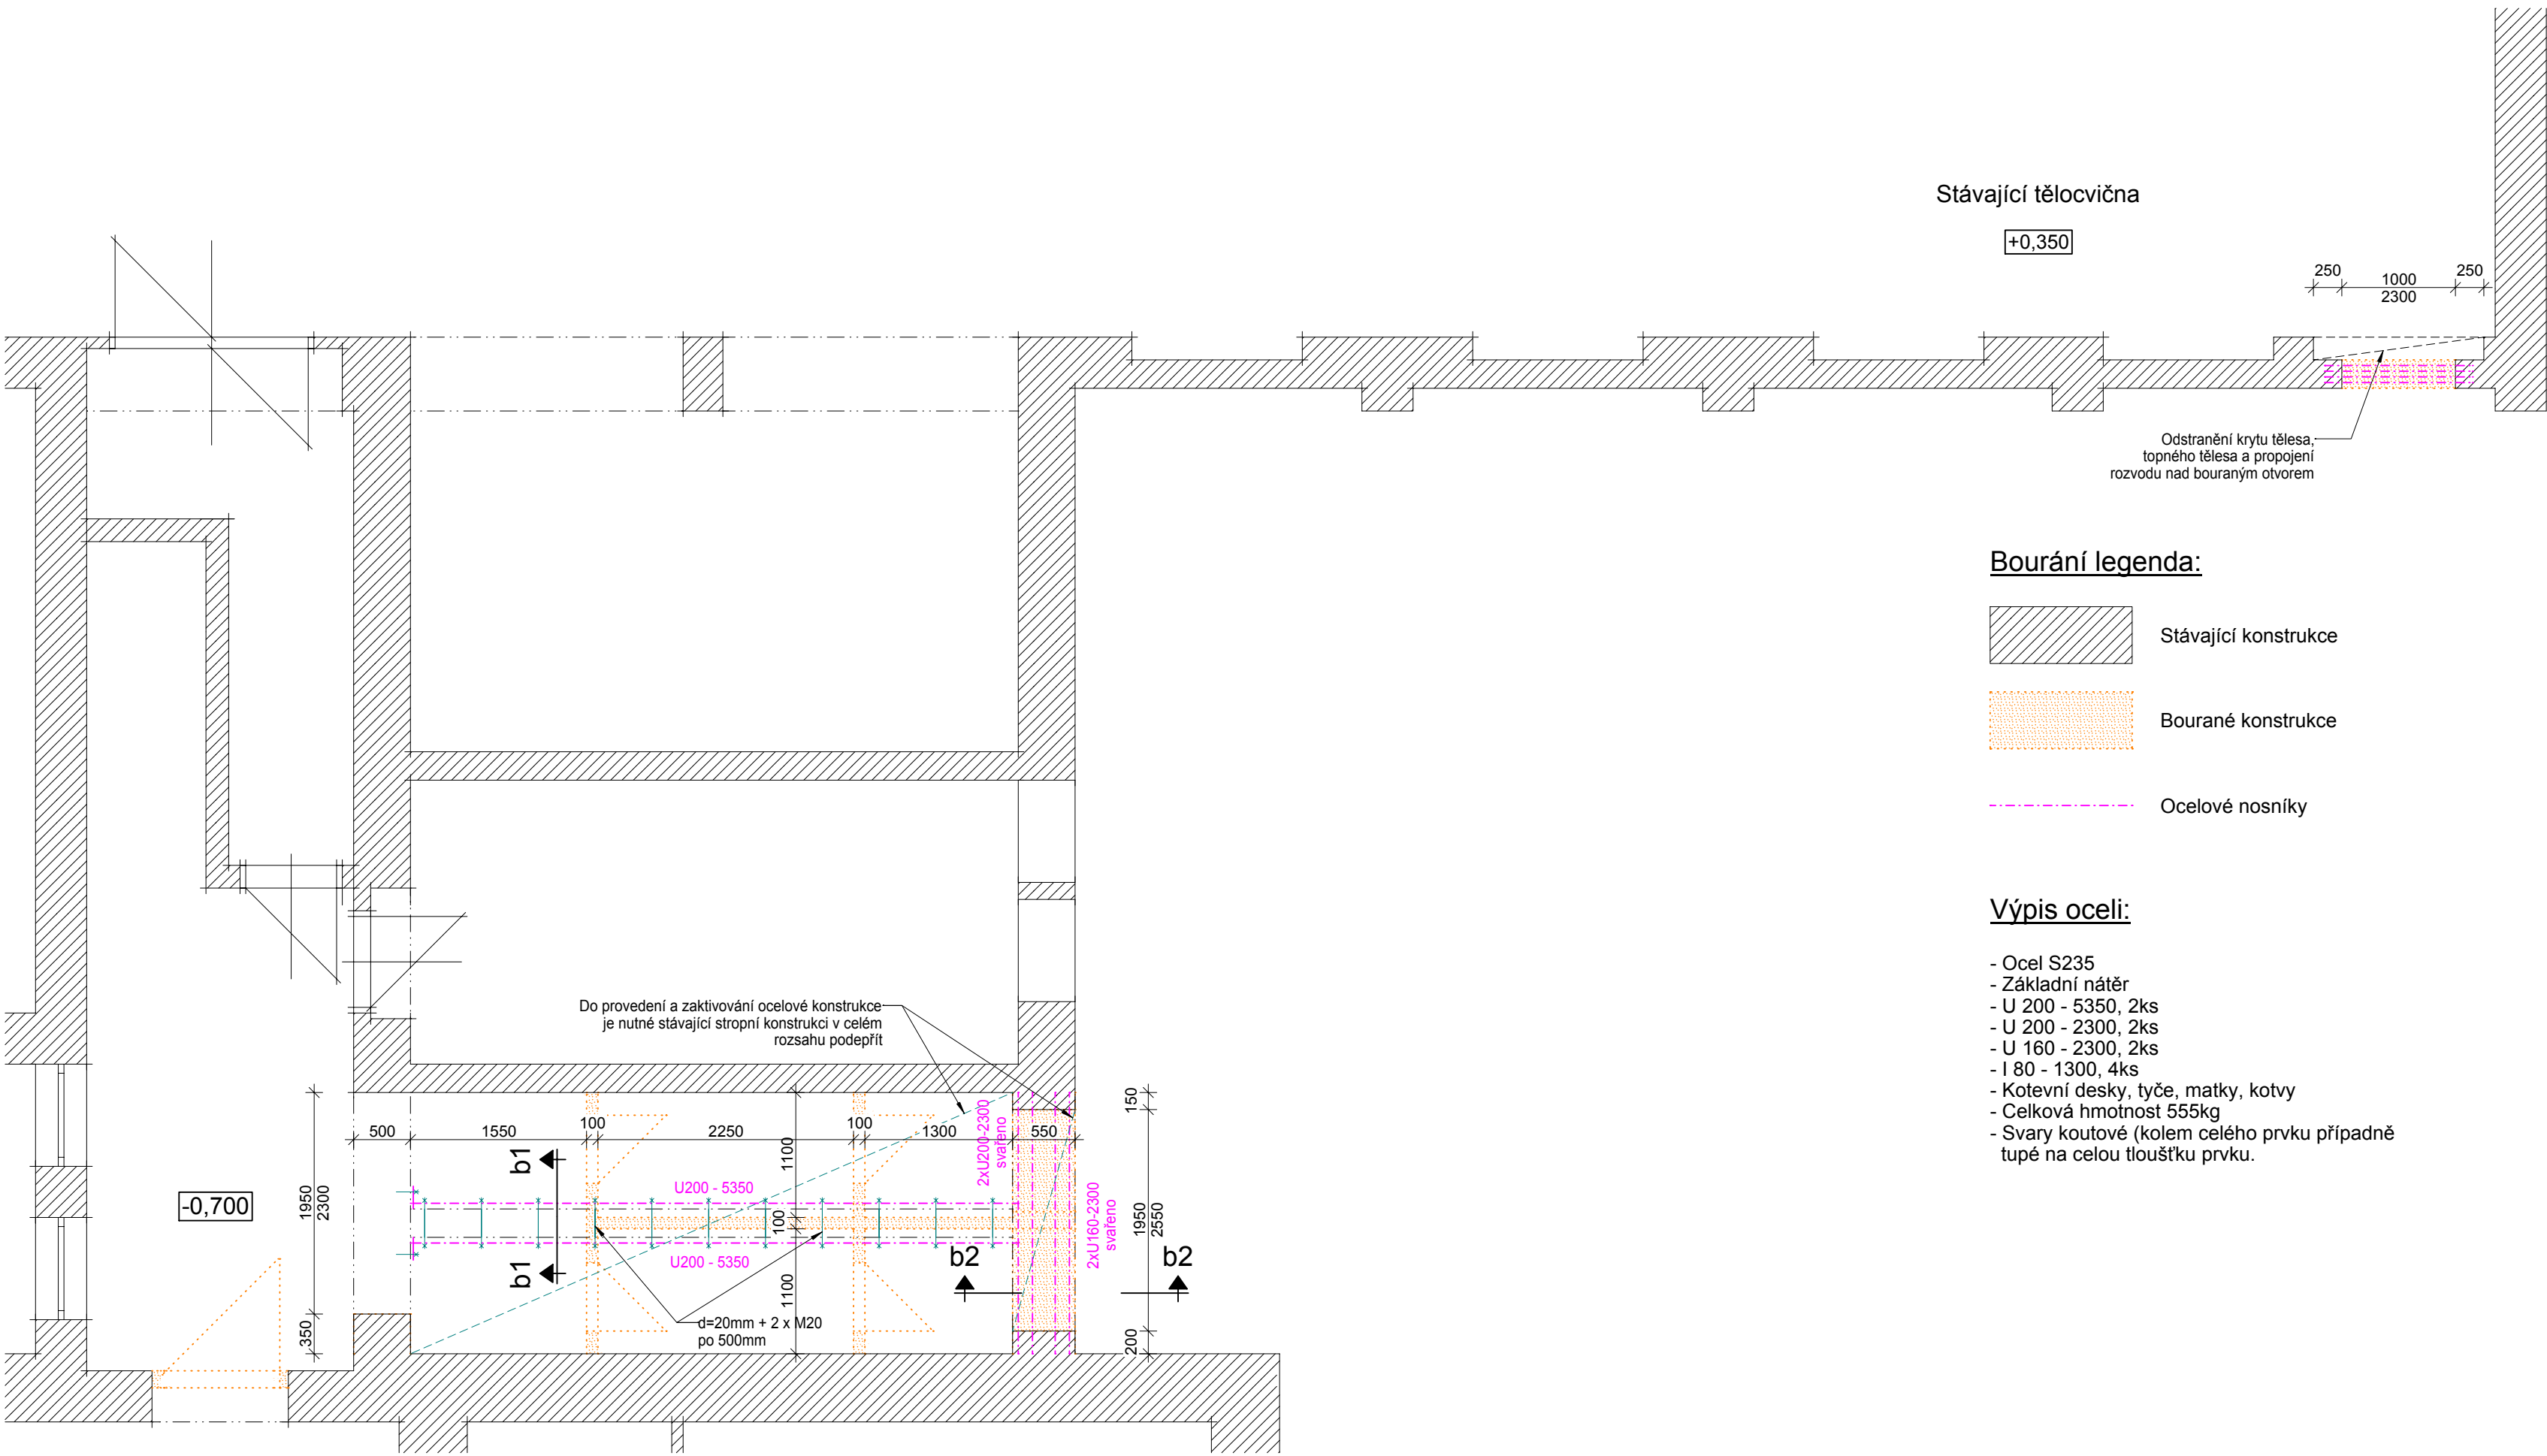 Stávající tělocvična
+0,350
250
1000
2300
250
Odstranění krytu tělesa,
topného tělesa a propojení
rozvodu nad bouraným otvorem
Bourání legenda:
Stávající konstrukce
Bourané konstrukce
Ocelové nosníky
Výpis oceli:
- Ocel S235
- Základní nátěr
- U 200 - 5350, 2ks
- U 200 - 2300, 2ks
- U 160 - 2300, 2ks
- I 80 - 1300, 4ks
- Kotevní desky, tyče, matky, kotvy
- Celková hmotnost 555kg
- Svary koutové (kolem celého prvku případně
tupé na celou tloušťku prvku.
Do provedení a zaktivování ocelové konstrukce
je nutné stávající stropní konstrukci v celém
rozsahu podepřít
500
1550
100
2250
100
1300
550
1100
100
1100
150
1950
2550
200
1950
2300
350
-0,700
b1
b1
U200 - 5350
U200 - 5350
2xU200-2300
svařeno
2xU160-2300
svařeno
b2
b2
d=20mm + 2 x M20
po 500mm